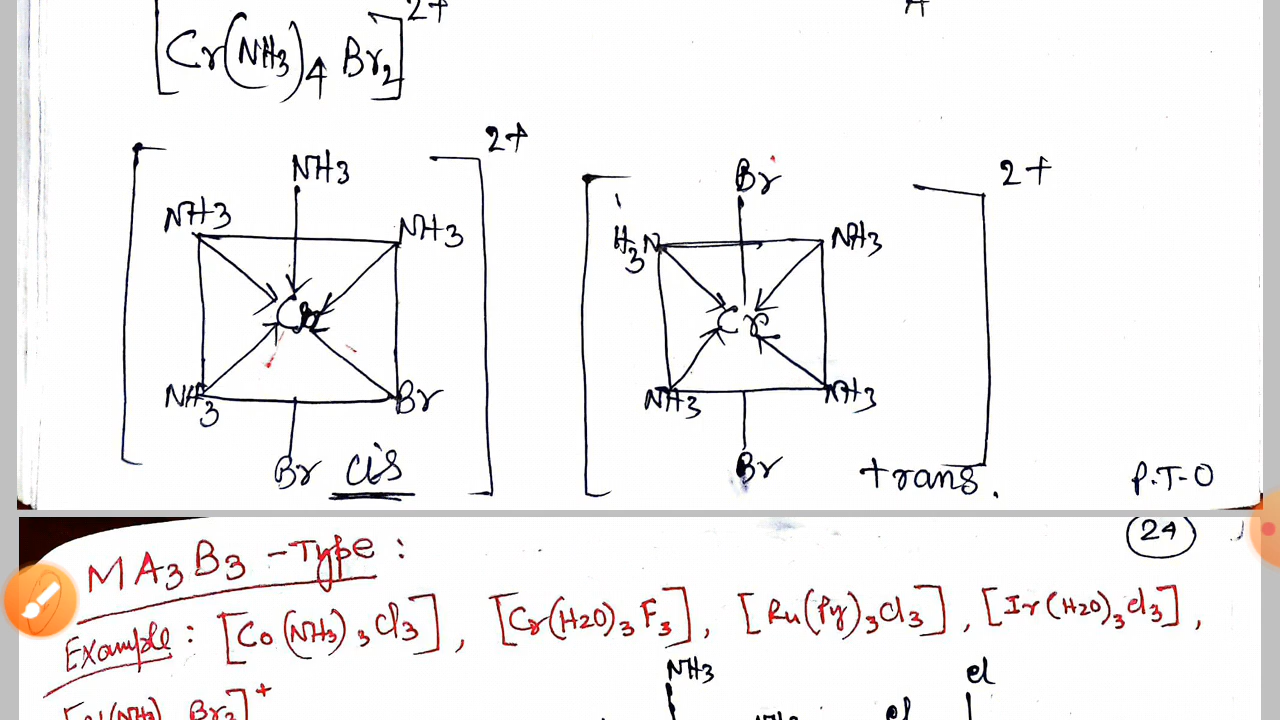 [Cr(NH3)4 Br2]2+
2+
NH3
NH3
NH3
NH3
Br
Br
cis
2+
Br
H3N
NH3
Cr
NH3
NH3
Br
trans.
P.T-O
24
MA3B3 -Type :
Example : [Co(NH3)3Cl3], [Cr(H2O)3F3], [Ru(Py)3Cl3], [Ir(H2O)3Cl3],
Br3]+
NH3
cl
cl